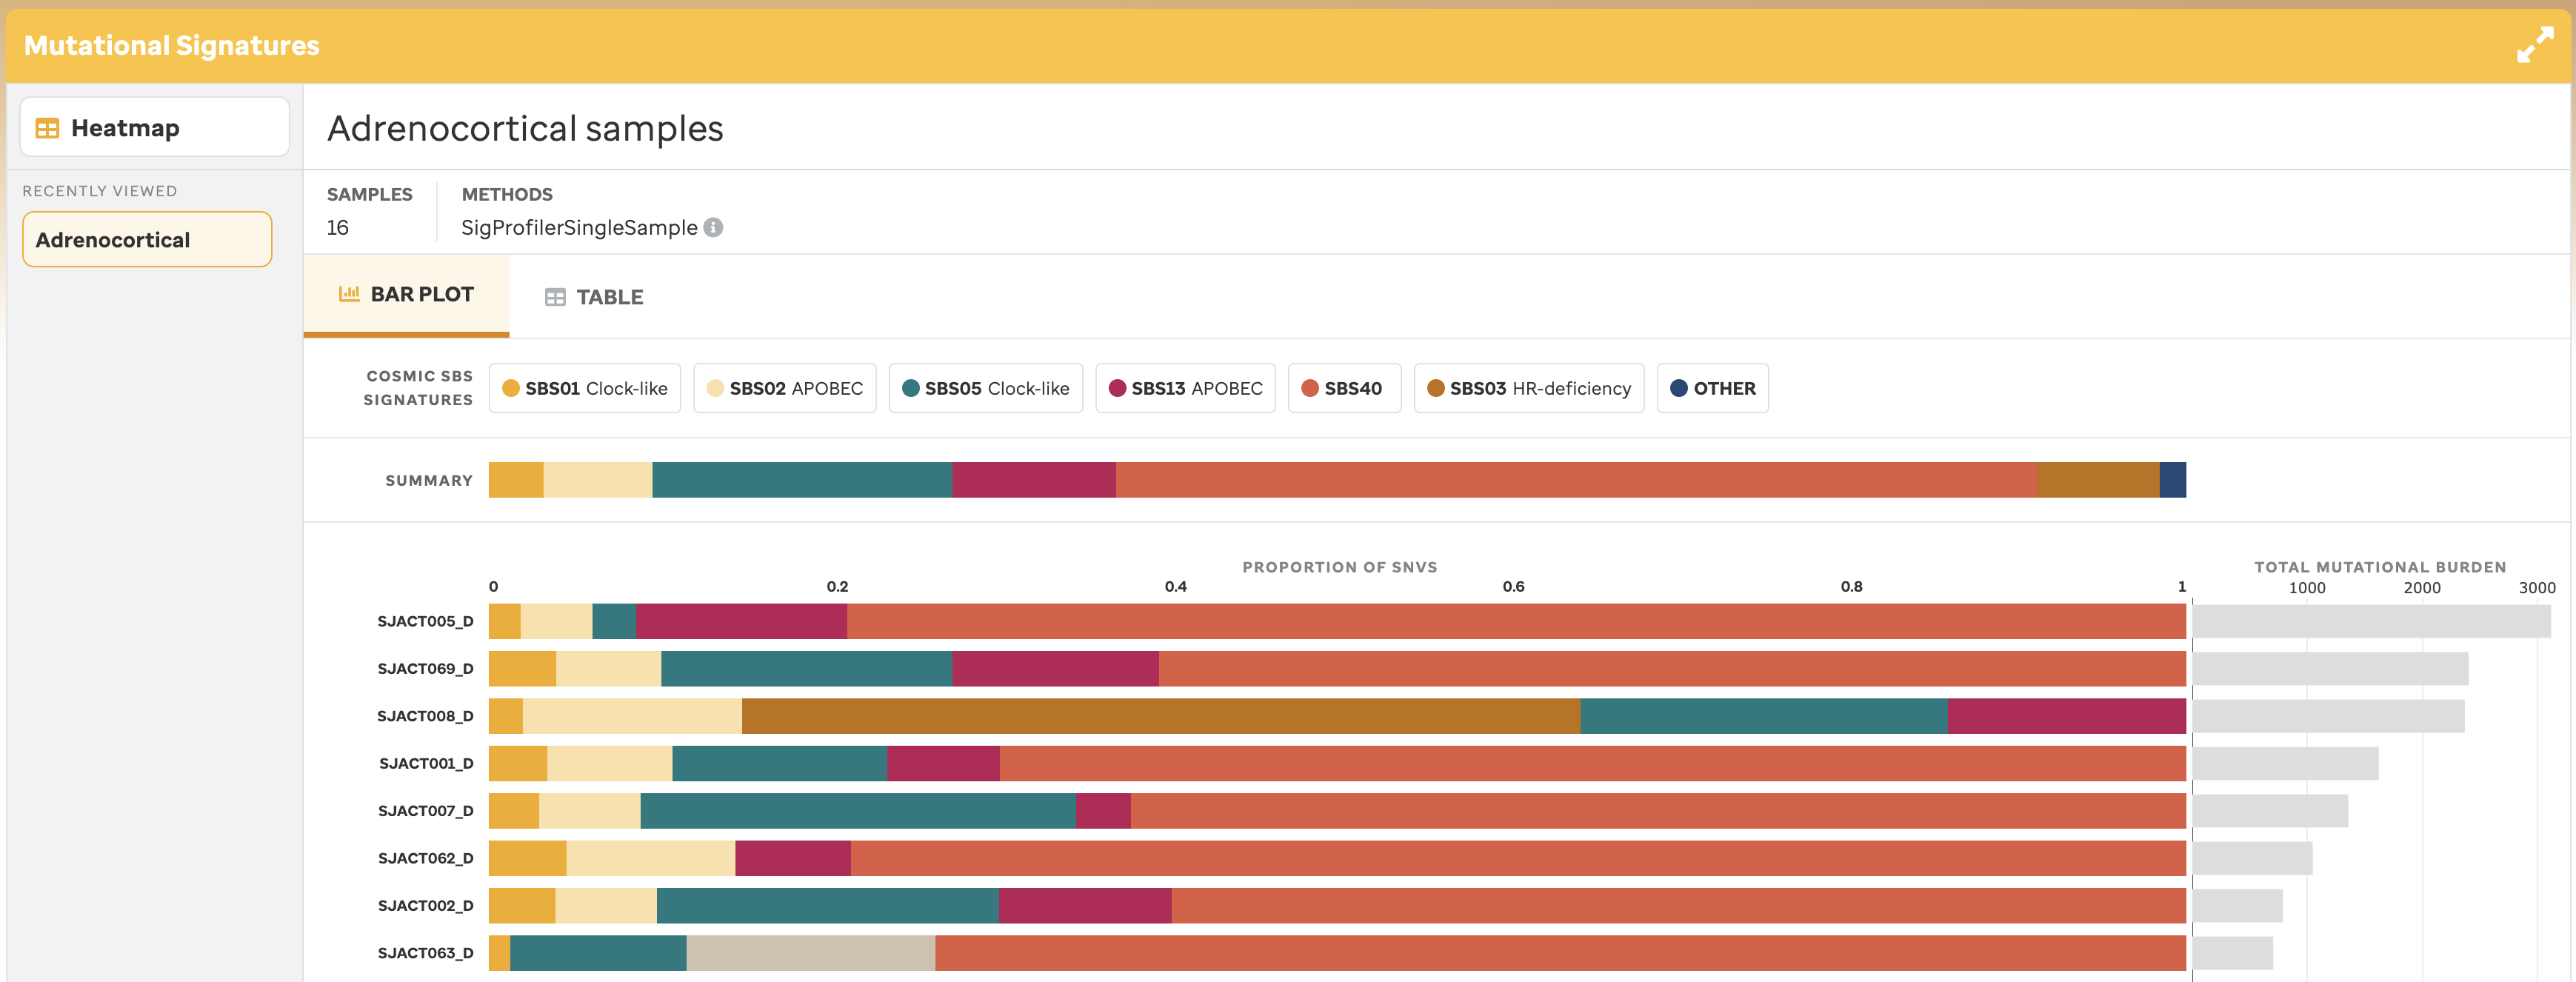 Mutational Signatures
Heatmap
RECENTLY VIEWED
Adrenocortical
Adrenocortical samples
SAMPLES METHODS
16 SigProfilerSingleSample
BAR PLOT TABLE
COSMIC SBS
SIGNATURES
SBS01 Clock-like SBS02 APOBEC SBS05 Clock-like SBS13 APOBEC SBS40 SBS03 HR-deficiency OTHER
SUMMARY
PROPORTION OF SNVS TOTAL MUTATIONAL BURDEN
0 0.2 0.4 0.6 0.8 1 1000 2000 3000
SJACT005_D
SJACT069_D
SJACT008_D
SJACT001_D
SJACT007_D
SJACT062_D
SJACT002_D
SJACT063_D